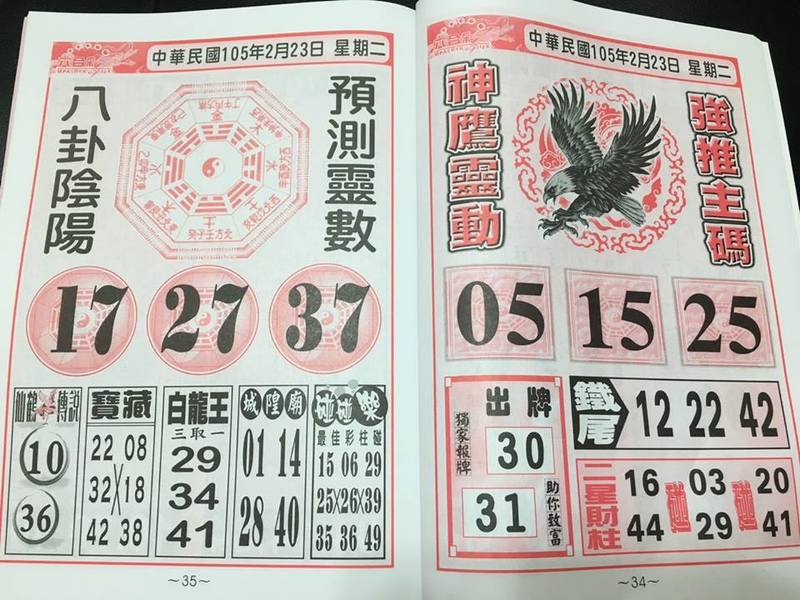 中華民國105年2月23日 星期二
八卦陰陽
預測靈數
17 27 37
仙鶴傳說
10
36
寶藏
22 08
32X18
42 38
白龍王
三取一
29
34
41
城隍廟
01 14
28 40
碰碰樂
最佳彩柱碰
15 06 29
25X26X39
35 36 49
~35~
中華民國105年2月23日 星期二
神鷹靈動
強推主碼
05 15 25
出牌
獨家報牌
30
31
助你致富
鐵尾
12 22 42
二星財柱
16 碰 03 碰 20
44 29 41
~34~